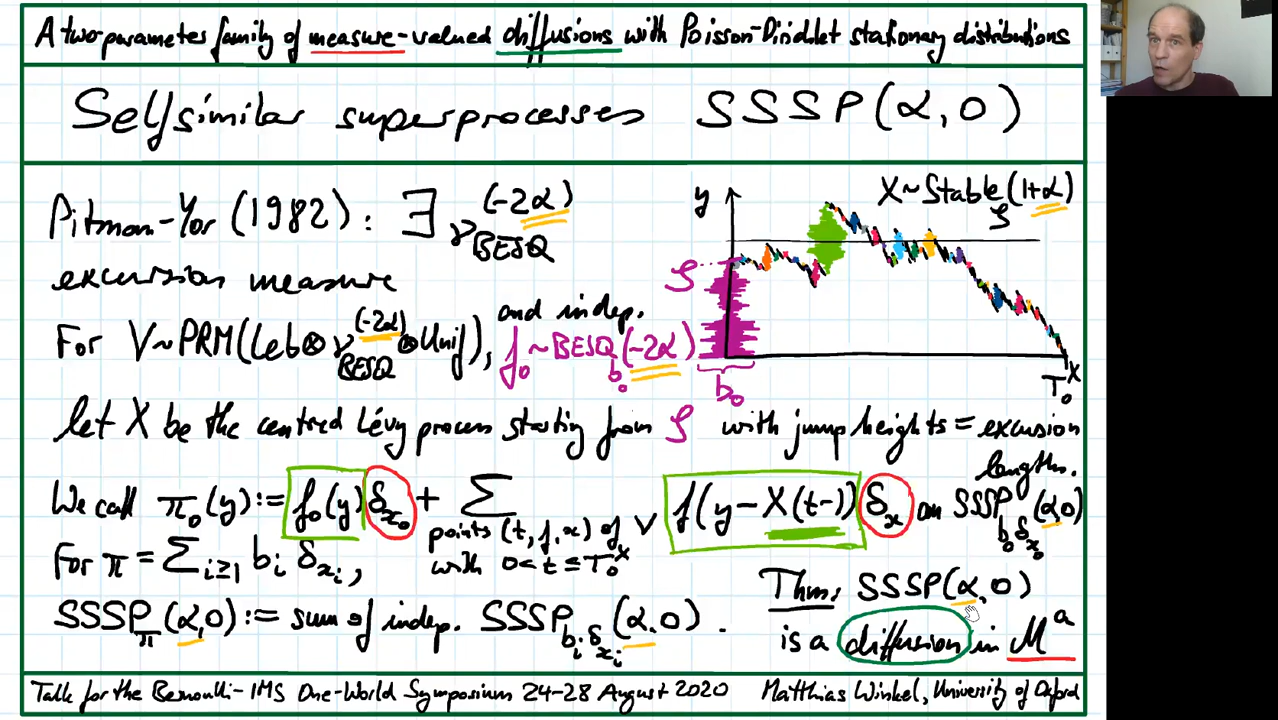 A two-parameter family of measure-valued diffusions with Poisson-Dirichlet stationary distributions
Selfsimilar superprocesses SSSP(α,0)
Pitman-Yor (1982): ∃ ν_BESQ^(-2α)
excursion measure
For V~PRM(Leb⊗ν_BESQ^(-2α)⊗Unif), and indep. f₀~BESQ_b₀(-2α)
y
X~Stable(1+α)
ζ
ζ
b₀
T₀^X
let X be the centred Lévy process starting from ζ with jump heights = excursion lengths.
We call π₀(y) := f₀(y) δ_x₀ + ∑ f(y-X(t-)) δ_x an SSSP_b₀δ_x₀(α,0)
points (t,f,x) of V
with 0<t≤T₀^X
For π = ∑_i≥1 b_i δ_x_i,
SSSP_π(α,0) := sum of indep. SSSP_b_iδ_x_i(α,0).
Thm: SSSP(α,0)
is a diffusion in M^a
Talk for the Bernoulli-IMS One-World Symposium 24-28 August 2020 Matthias Winkel, University of Oxford